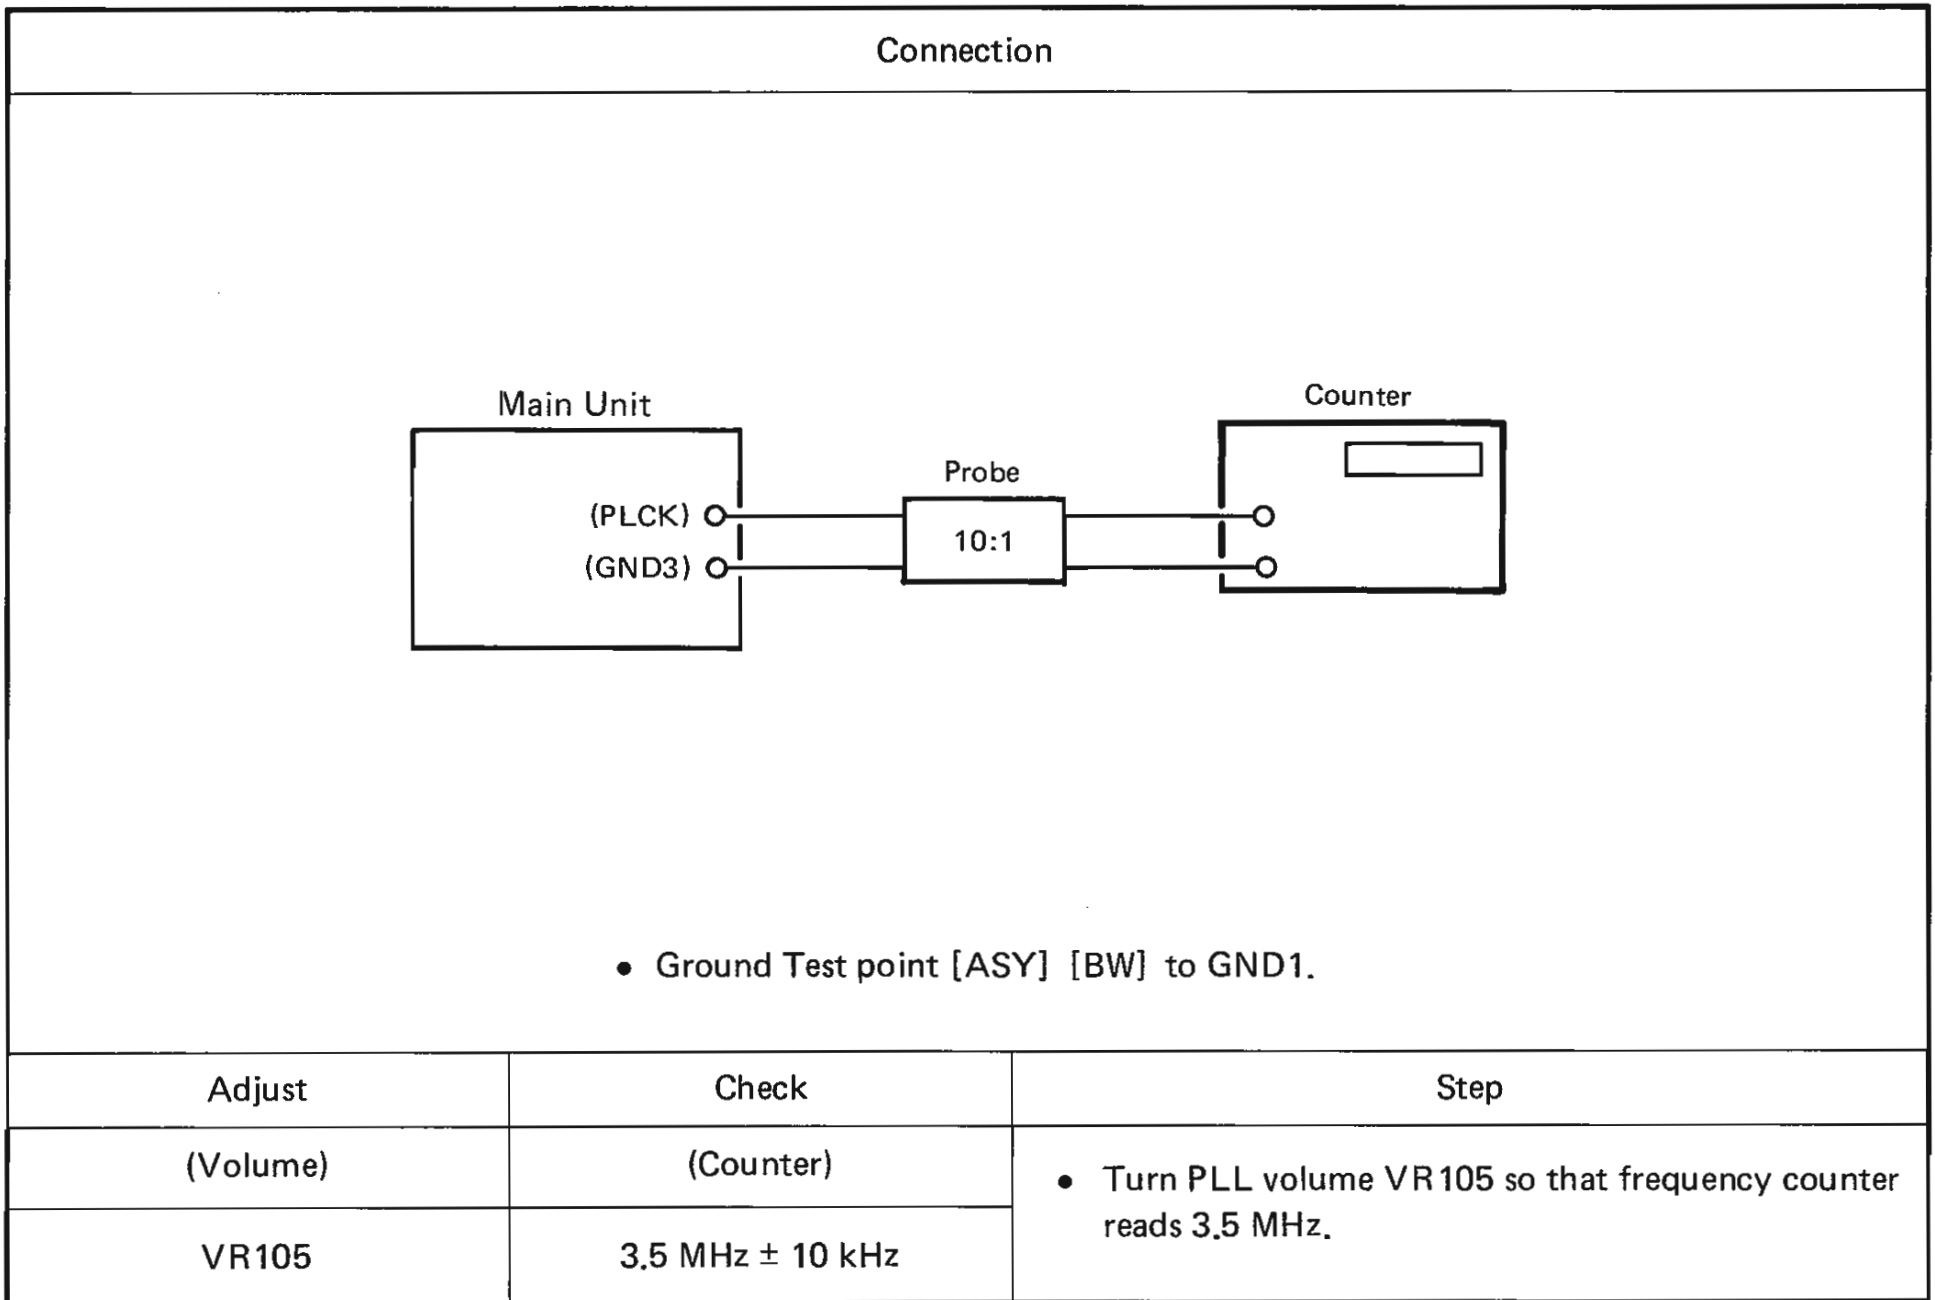 Connection
Main Unit
Counter
Probe
(PLCK)
10:1
(GND3)
• Ground Test point [ASY] [BW] to GND1.
Adjust
Check
Step
(Volume)
(Counter)
• Turn PLL volume VR105 so that frequency counter
reads 3.5 MHz.
VR105
3.5 MHz ± 10 kHz